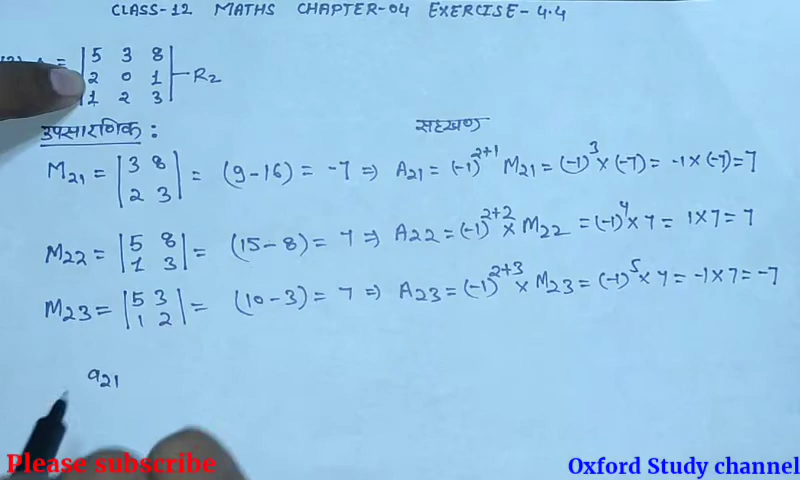 CLASS-12 MATHS CHAPTER-04 EXERCISE-4.4
= |5 3 8|
|2 0 1| — R2
|1 2 3|
उपसारणिक : सहखण्ड
M21 = |3 8| = (9-16) = -7 ⇒ A21 = (-1)^2+1 M21 = (-1)^3 × (-7) = -1 × (-7) = 7
|2 3|
M22 = |5 8| = (15-8) = 7 ⇒ A22 = (-1)^2+2 × M22 = (-1)^4 × 7 = 1×7 = 7
|1 3|
M23 = |5 3| = (10-3) = 7 ⇒ A23 = (-1)^2+3 × M23 = (-1)^5 × 7 = -1×7 = -7
|1 2|
a21
Please subscribe
Oxford Study channel